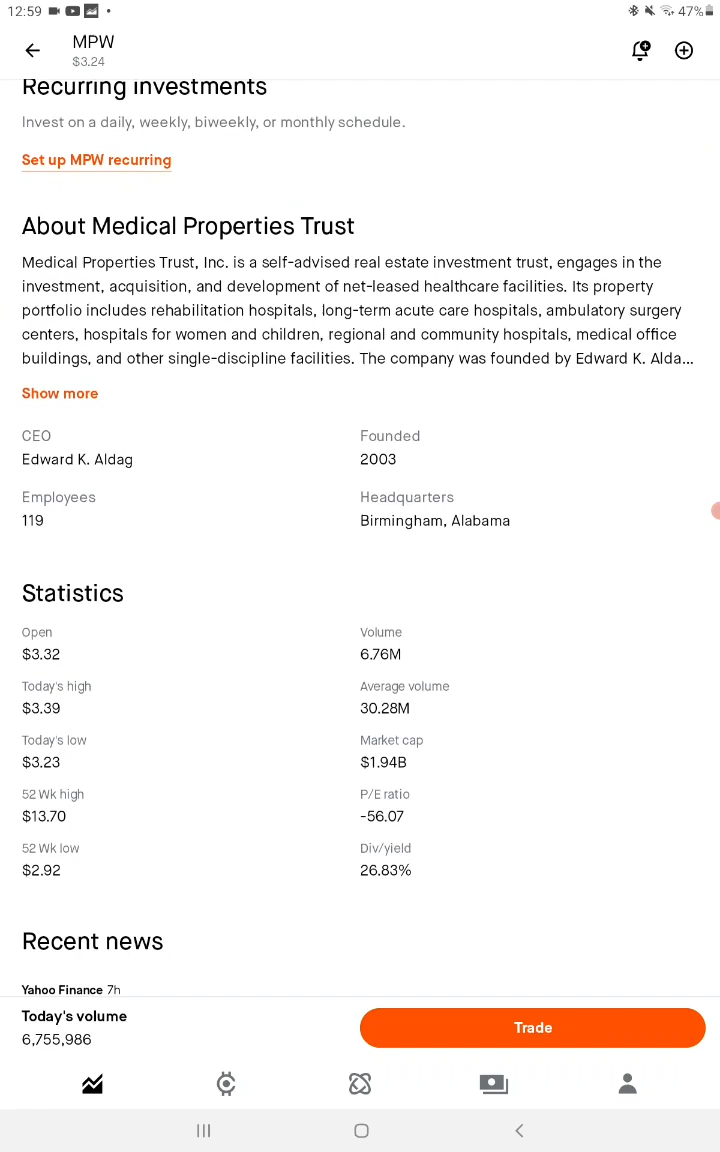 12:59 47%
MPW
$3.24
Recurring investments
Invest on a daily, weekly, biweekly, or monthly schedule.
Set up MPW recurring
About Medical Properties Trust
Medical Properties Trust, Inc. is a self-advised real estate investment trust, engages in the
investment, acquisition, and development of net-leased healthcare facilities. Its property
portfolio includes rehabilitation hospitals, long-term acute care hospitals, ambulatory surgery
centers, hospitals for women and children, regional and community hospitals, medical office
buildings, and other single-discipline facilities. The company was founded by Edward K. Alda...
Show more
CEO Founded
Edward K. Aldag 2003
Employees Headquarters
119 Birmingham, Alabama
Statistics
Open Volume
$3.32 6.76M
Today's high Average volume
$3.39 30.28M
Today's low Market cap
$3.23 $1.94B
52 Wk high P/E ratio
$13.70 -56.07
52 Wk low Div/yield
$2.92 26.83%
Recent news
Yahoo Finance 7h
Today's volume
6,755,986
Trade